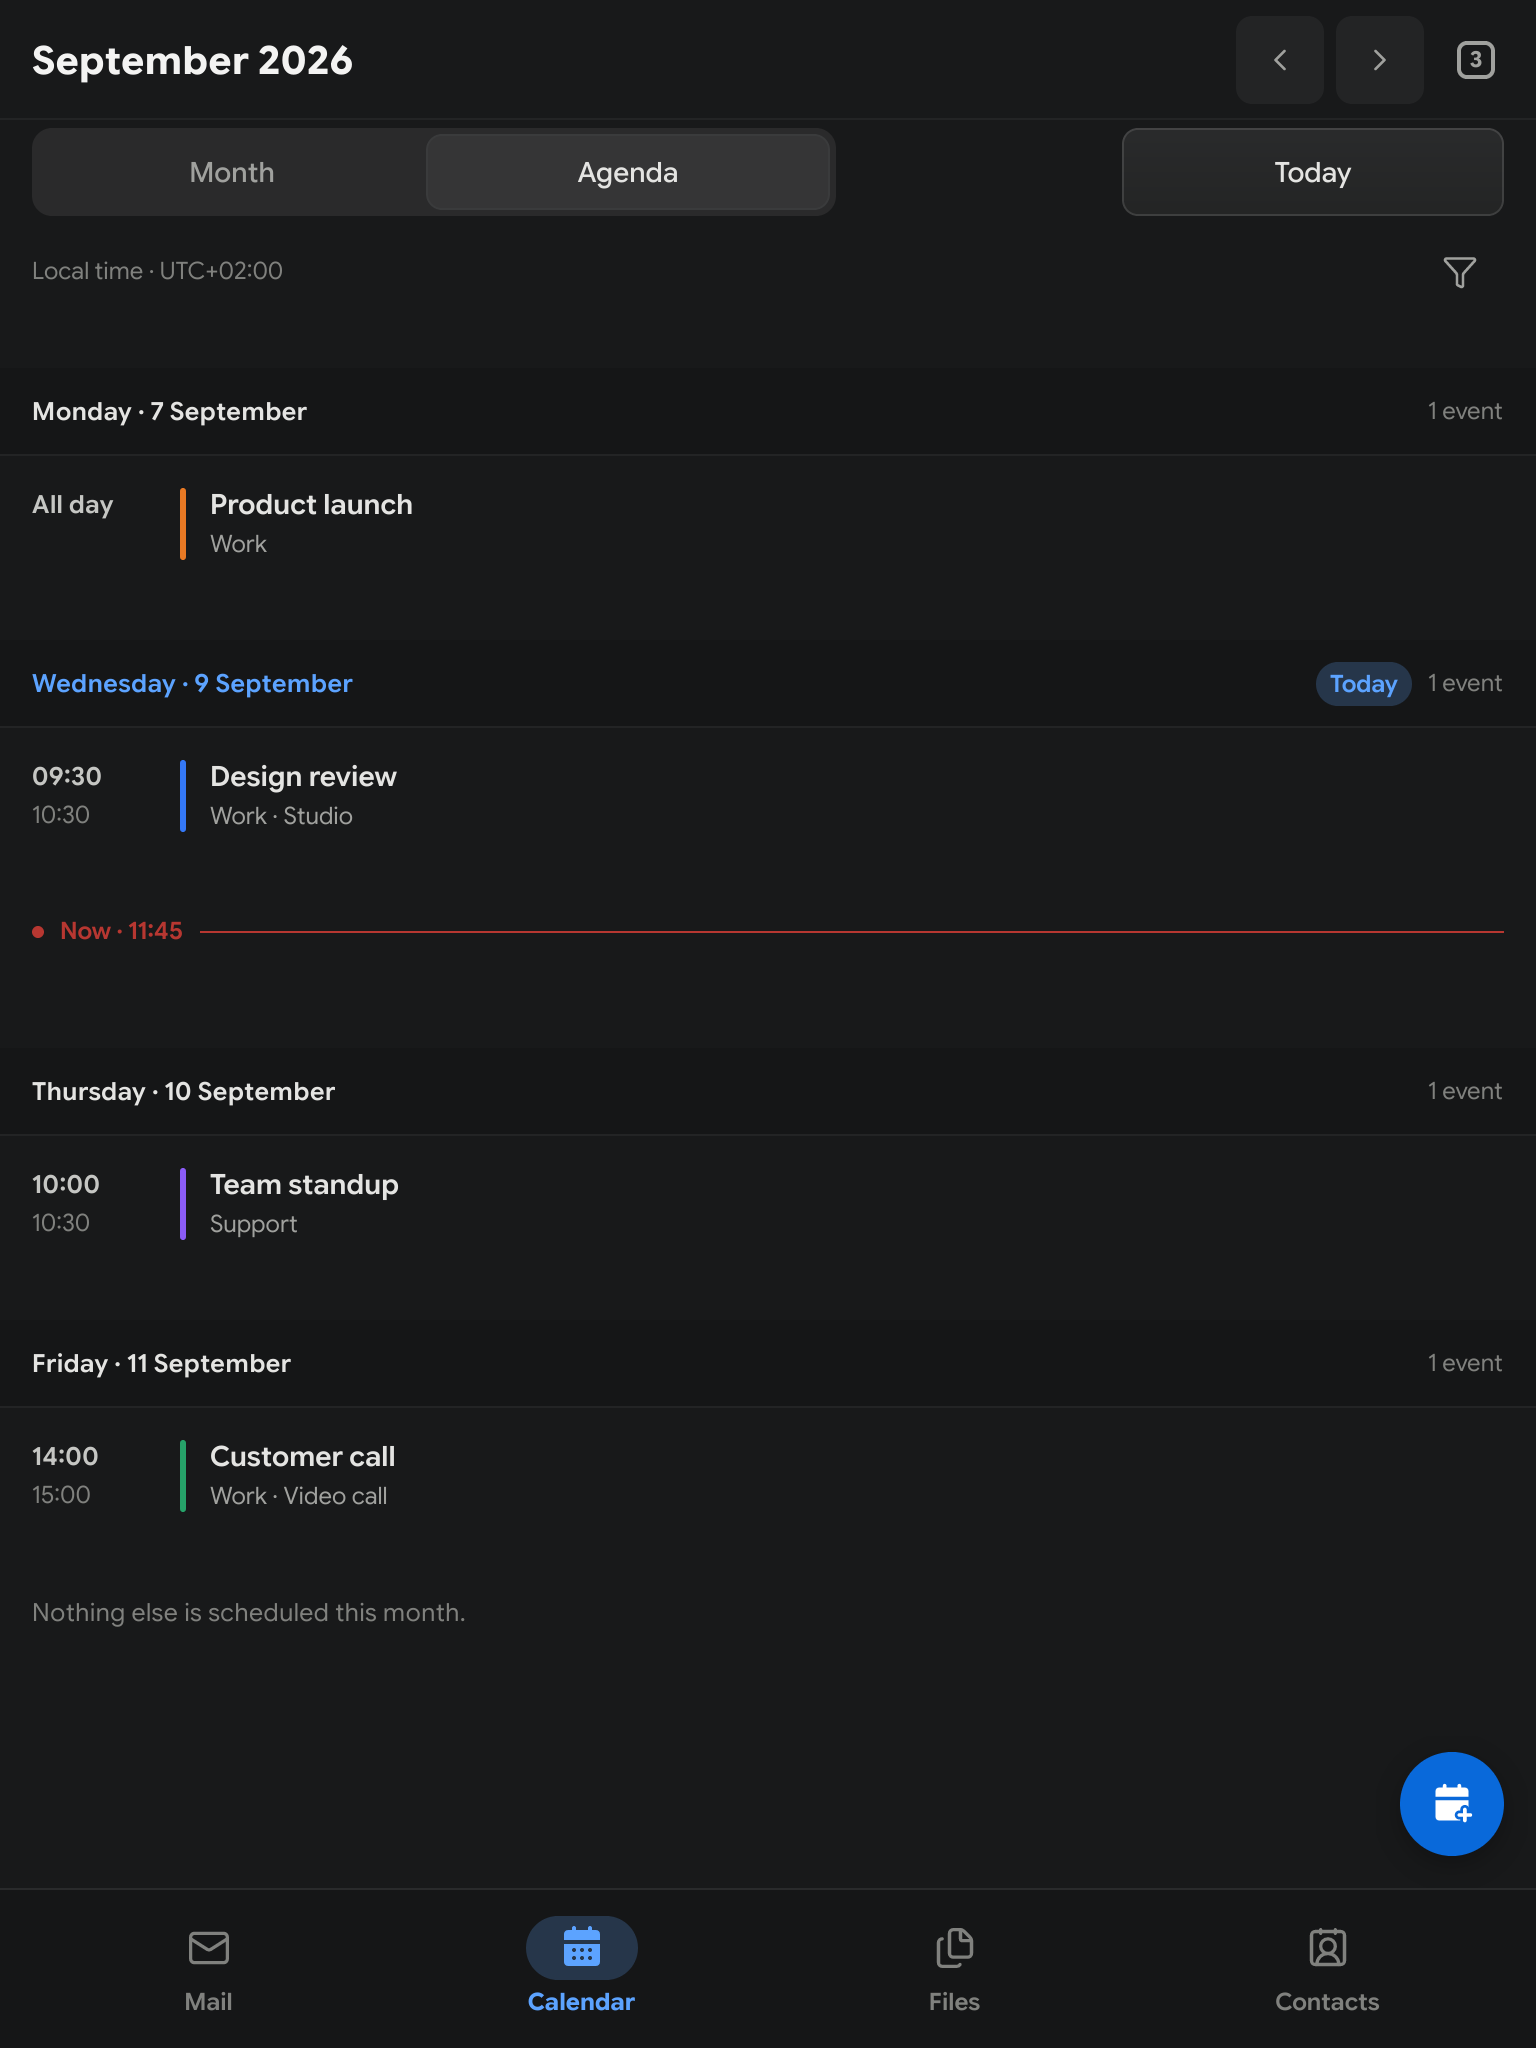 September 2026
3
Month
Agenda
Today
Local time · UTC+02:00
Monday · 7 September
1 event
All day
Product launch
Work
Wednesday · 9 September
Today
1 event
09:30
Design review
10:30
Work · Studio
Now · 11:45
Thursday · 10 September
1 event
10:00
Team standup
10:30
Support
Friday · 11 September
1 event
14:00
Customer call
15:00
Work · Video call
Nothing else is scheduled this month.
Mail
Calendar
Files
Contacts